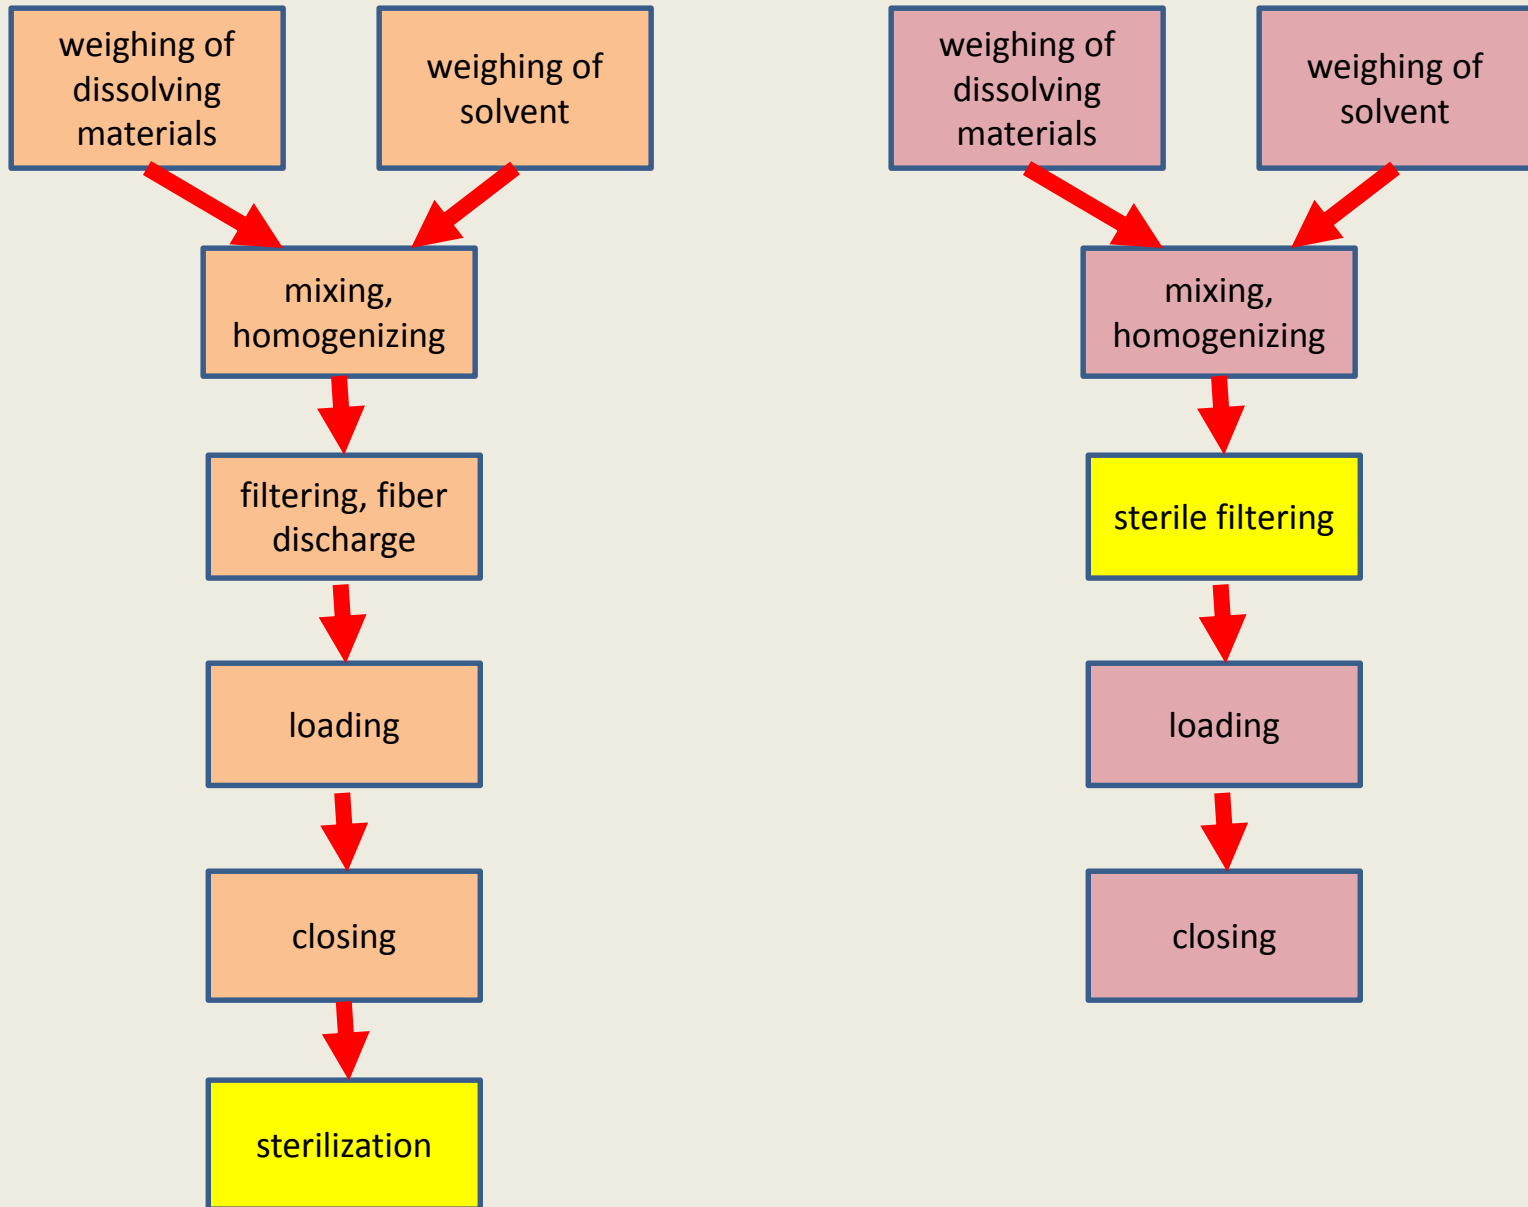 weighing of
dissolving
materials
weighing of
solvent
mixing,
homogenizing
filtering, fiber
discharge
loading
closing
sterilization
weighing of
dissolving
materials
weighing of
solvent
mixing,
homogenizing
sterile filtering
loading
closing